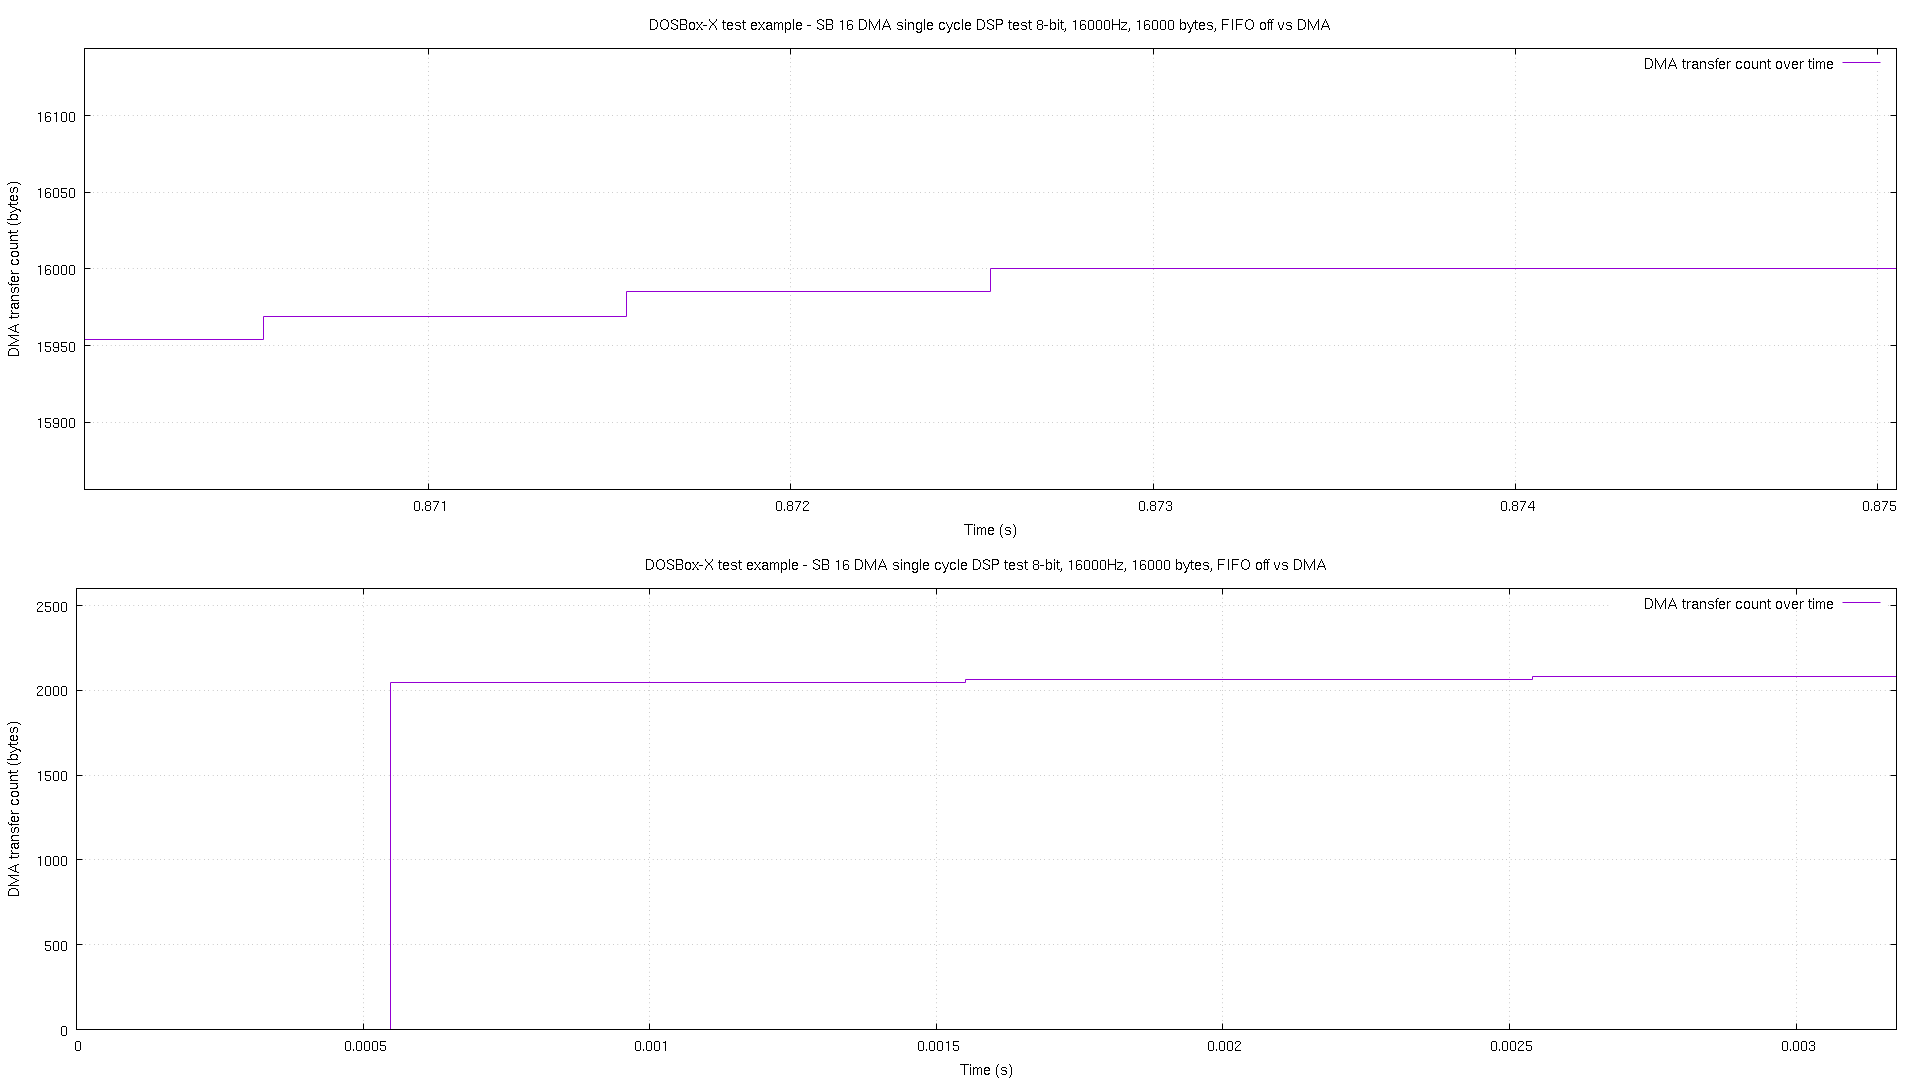 DOSBox-X test example - SB 16 DMA single cycle DSP test 8-bit, 16000Hz, 16000 bytes, FIFO off vs DMA
DMA transfer count over time
16100
16050
16000
15950
15900
DMA transfer count (bytes)
0.871 0.872 0.873 0.874 0.875
Time (s)
DOSBox-X test example - SB 16 DMA single cycle DSP test 8-bit, 16000Hz, 16000 bytes, FIFO off vs DMA
DMA transfer count over time
2500
2000
1500
1000
500
0
DMA transfer count (bytes)
0 0.0005 0.001 0.0015 0.002 0.0025 0.003
Time (s)